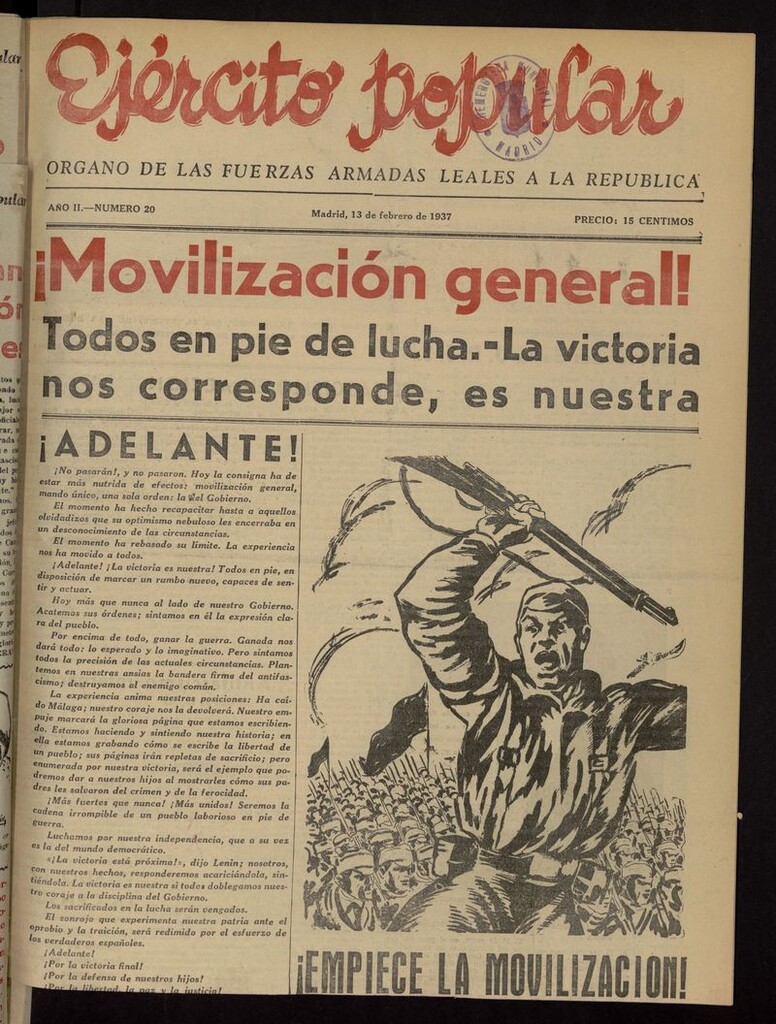 Ejército popular
HEMEROTECA MUNICIPAL
MADRID
ORGANO DE LAS FUERZAS ARMADAS LEALES A LA REPUBLICA
AÑO II.—NUMERO 20
Madrid, 13 de febrero de 1937
PRECIO: 15 CENTIMOS
¡Movilización general!
Todos en pie de lucha.-La victoria
nos corresponde, es nuestra
¡ADELANTE!
¡No pasarán!, y no pasaron. Hoy la consigna ha de
estar más nutrida de efectos: movilización general,
mando único, una sola orden: la del Gobierno.
El momento ha hecho recapacitar hasta a aquellos
olvidadizos que su optimismo nebuloso les encerraba en
un desconocimiento de las circunstancias.
El momento ha rebasado su límite. La experiencia
nos ha movido a todos.
¡Adelante! ¡La victoria es nuestra! Todos en pie, en
disposición de marcar un rumbo nuevo, capaces de sen-
tir y actuar.
Hoy más que nunca al lado de nuestro Gobierno.
Acatemos sus órdenes; sintamos en él la expresión cla-
ra del pueblo.
Por encima de todo, ganar la guerra. Ganada nos
dará todo: lo esperado y lo imaginativo. Pero sintamos
todos la precisión de las actuales circunstancias. Plan-
temos en nuestras ansias la bandera firme del antifas-
cismo; destruyamos al enemigo común.
La experiencia anima nuestras posiciones: Ha caí-
do Málaga; nuestro coraje nos la devolverá. Nuestro em-
puje marcará la gloriosa página que estamos escribien-
do. Estamos haciendo y sintiendo nuestra historia; en
ella estamos grabando cómo se escribe la libertad de
un pueblo; sus páginas irán repletas de sacrificio; pero
enumerada por nuestra victoria, será el ejemplo que po-
dremos dar a nuestros hijos al mostrarles cómo sus pa-
dres les salvaron del crimen y de la ferocidad.
¡Más fuertes que nunca! ¡Más unidos! Seremos la
cadena irrompible de un pueblo laborioso en pie de
guerra.
Luchamos por nuestra independencia, que a su vez
es la del mundo democrático.
«¡La victoria está próxima!», dijo Lenin; nosotros,
con nuestros hechos, responderemos acariciándola, sin-
tiéndola. La victoria es nuestra si todos doblegamos nues-
tro coraje a la disciplina del Gobierno.
Los sacrificados en la lucha serán vengados.
El sonrojo que experimenta nuestra patria ante el
oprobio y la traición, será redimido por el esfuerzo de
los verdaderos españoles.
¡Adelante!
¡Por la victoria final!
¡Por la defensa de nuestros hijos!
¡Por la libertad, la paz y la justicia!
¡EMPIECE LA MOVILIZACION!